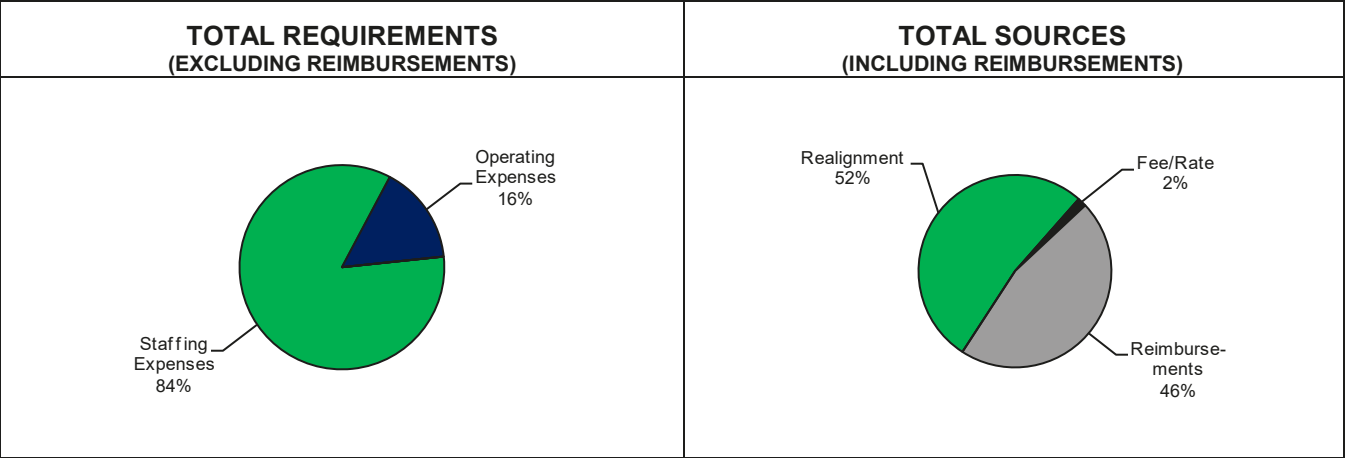 TOTAL REQUIREMENTS
(EXCLUDING REIMBURSEMENTS)
Operating
Expenses
16%
Staffing
Expenses
84%
TOTAL SOURCES
(INCLUDING REIMBURSEMENTS)
Realignment
52%
Fee/Rate
2%
Reimburse-
ments
46%